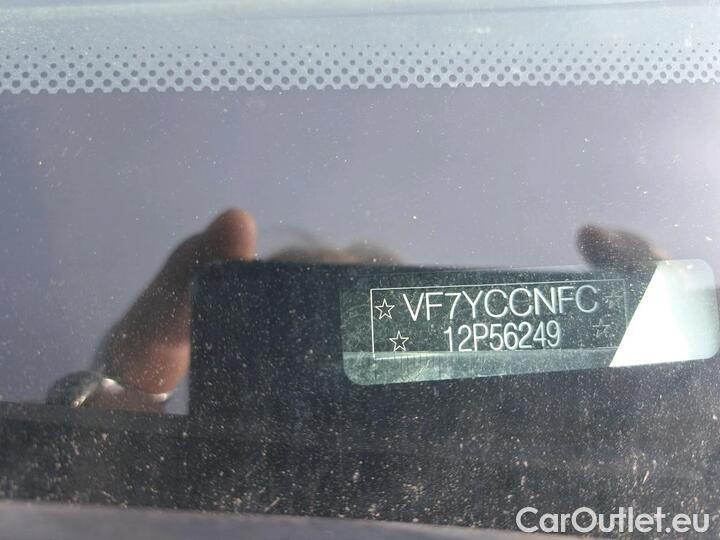 ☆ VF7YCCNFC ☆
☆ 12P56249 ☆
CarOutlet.eu